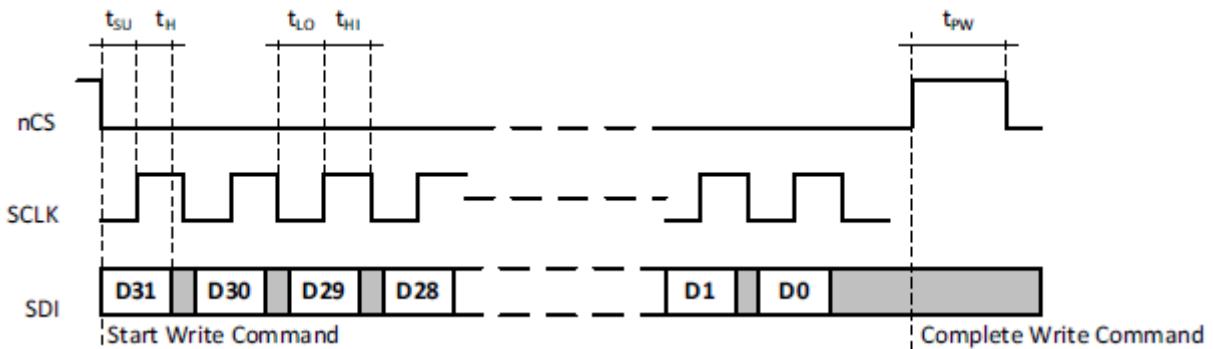 tSU tH tLO tHI tPW
nCS
SCLK
SDI D31 D30 D29 D28 D1 D0
Start Write Command Complete Write Command